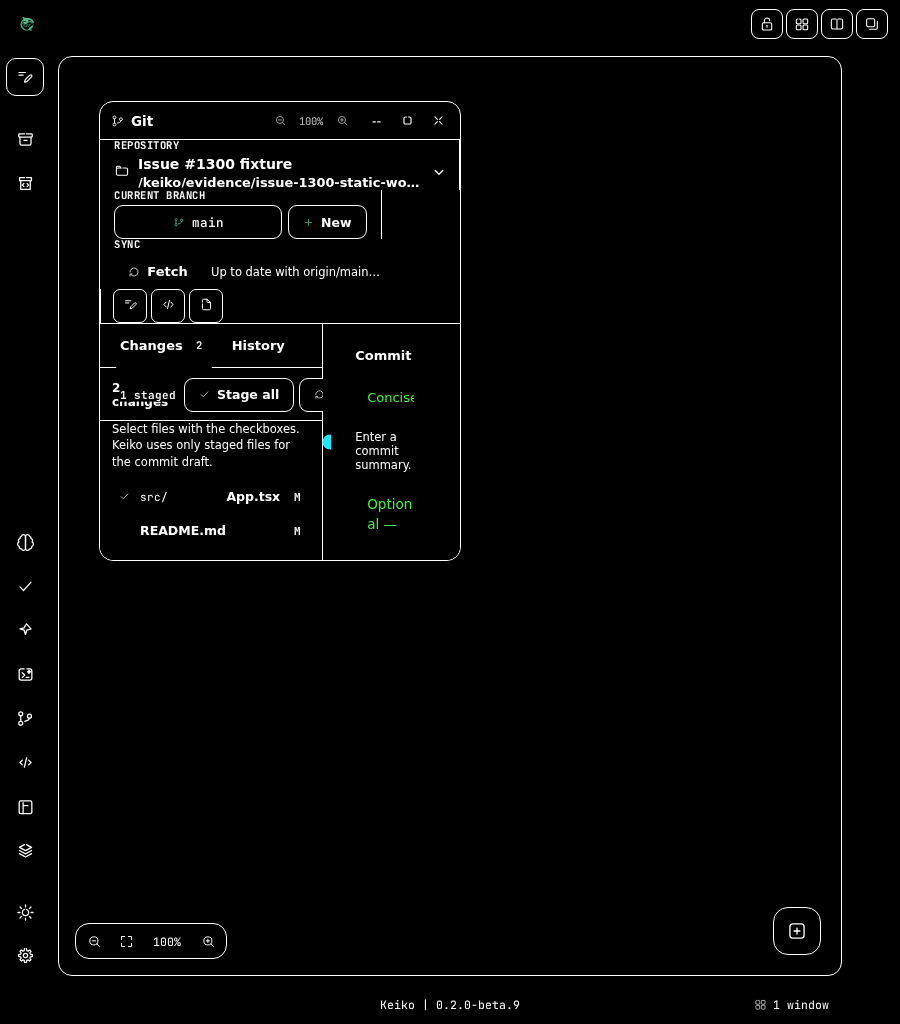 Git
100%
REPOSITORY
Issue #1300 fixture
/keiko/evidence/issue-1300-static-wo…
CURRENT BRANCH
main
New
SYNC
Fetch
Up to date with origin/main…
Changes 2
History
2 changes
1 staged
Stage all
Select files with the checkboxes.
Keiko uses only staged files for
the commit draft.
src/ App.tsx M
README.md M
Commit
Concise
Enter a
commit
summary.
Option
al —
100%
Keiko | 0.2.0-beta.9
1 window